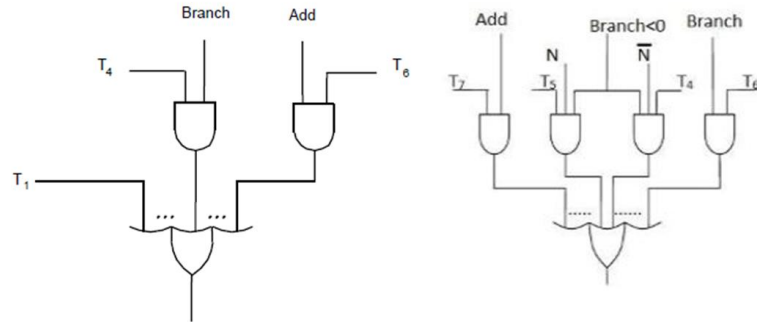 Branch Add
T4
T6
T1
...
...
Add
Branch<0
Branch
N
N̅
T7
T5
T4
T6
......
......